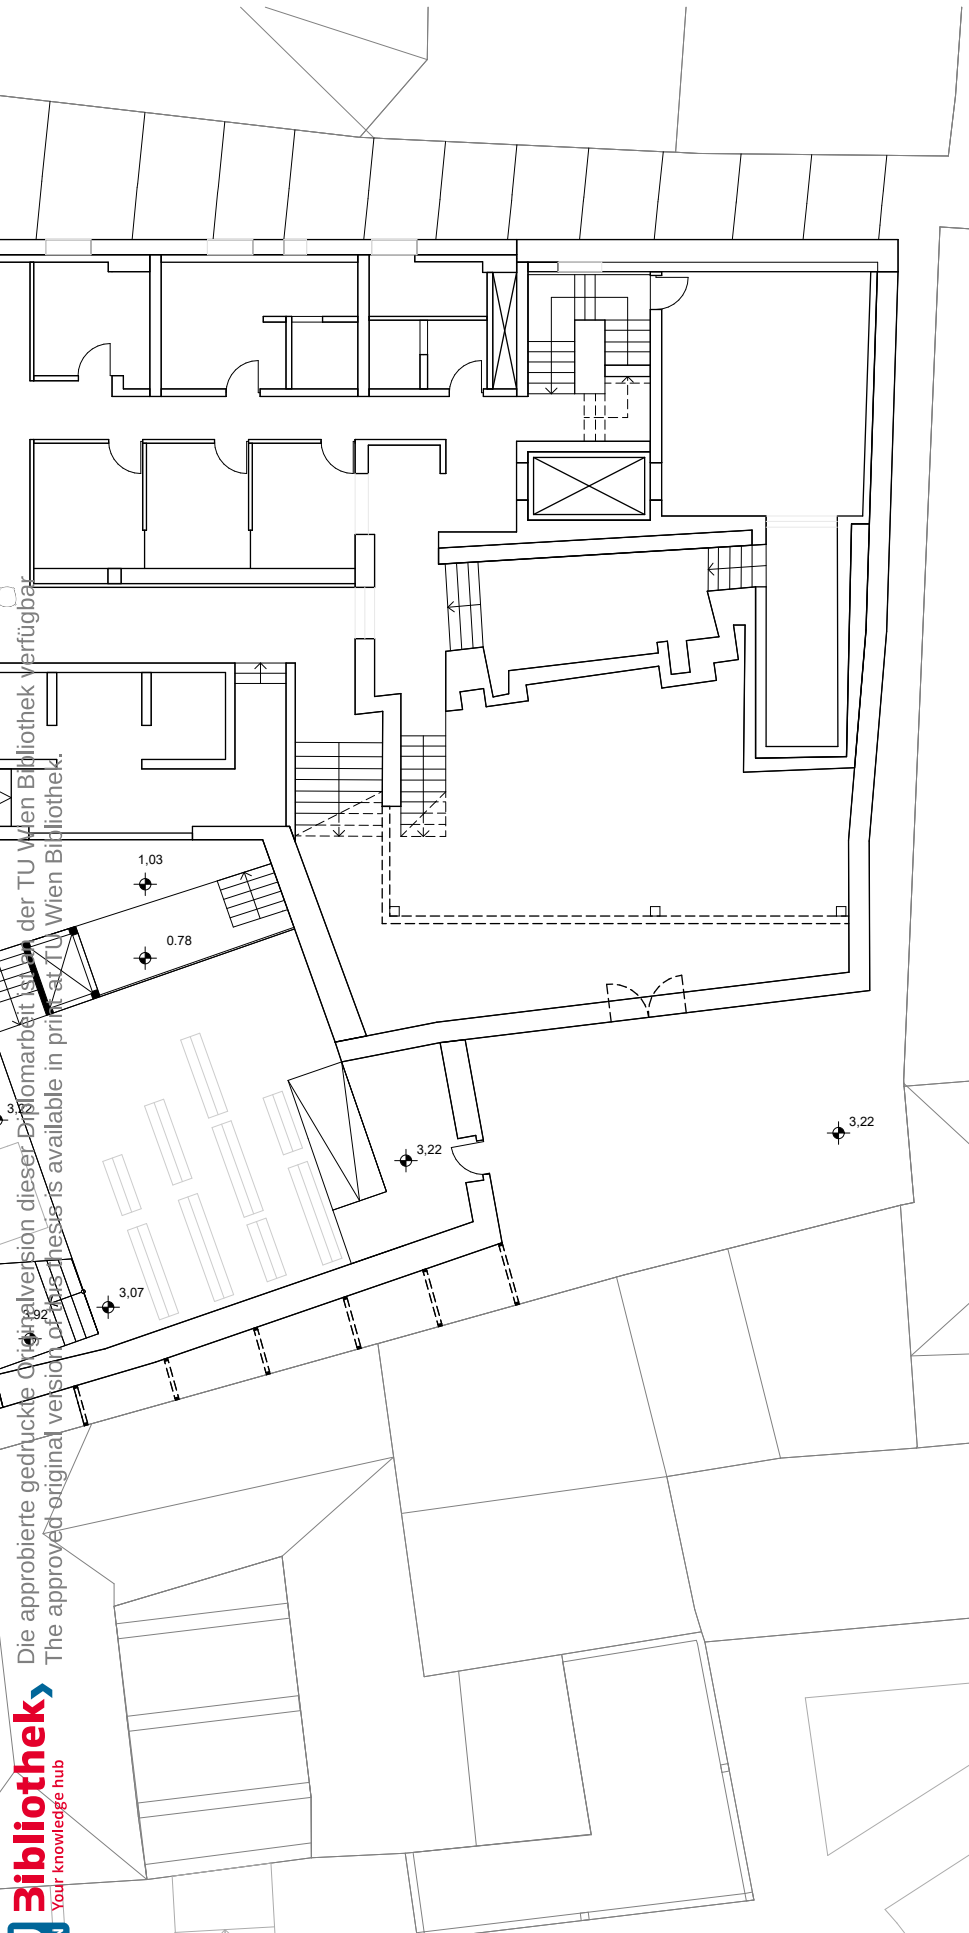 1,03
0.78
3,22
3,22
3,22
3,07
3,92
Die approbierte gedruckte Originalversion dieser Diplomarbeit ist an der TU Wien Bibliothek verfügbar
The approved original version of this thesis is available in print at TU Wien Bibliothek.
Bibliothek
Your knowledge hub